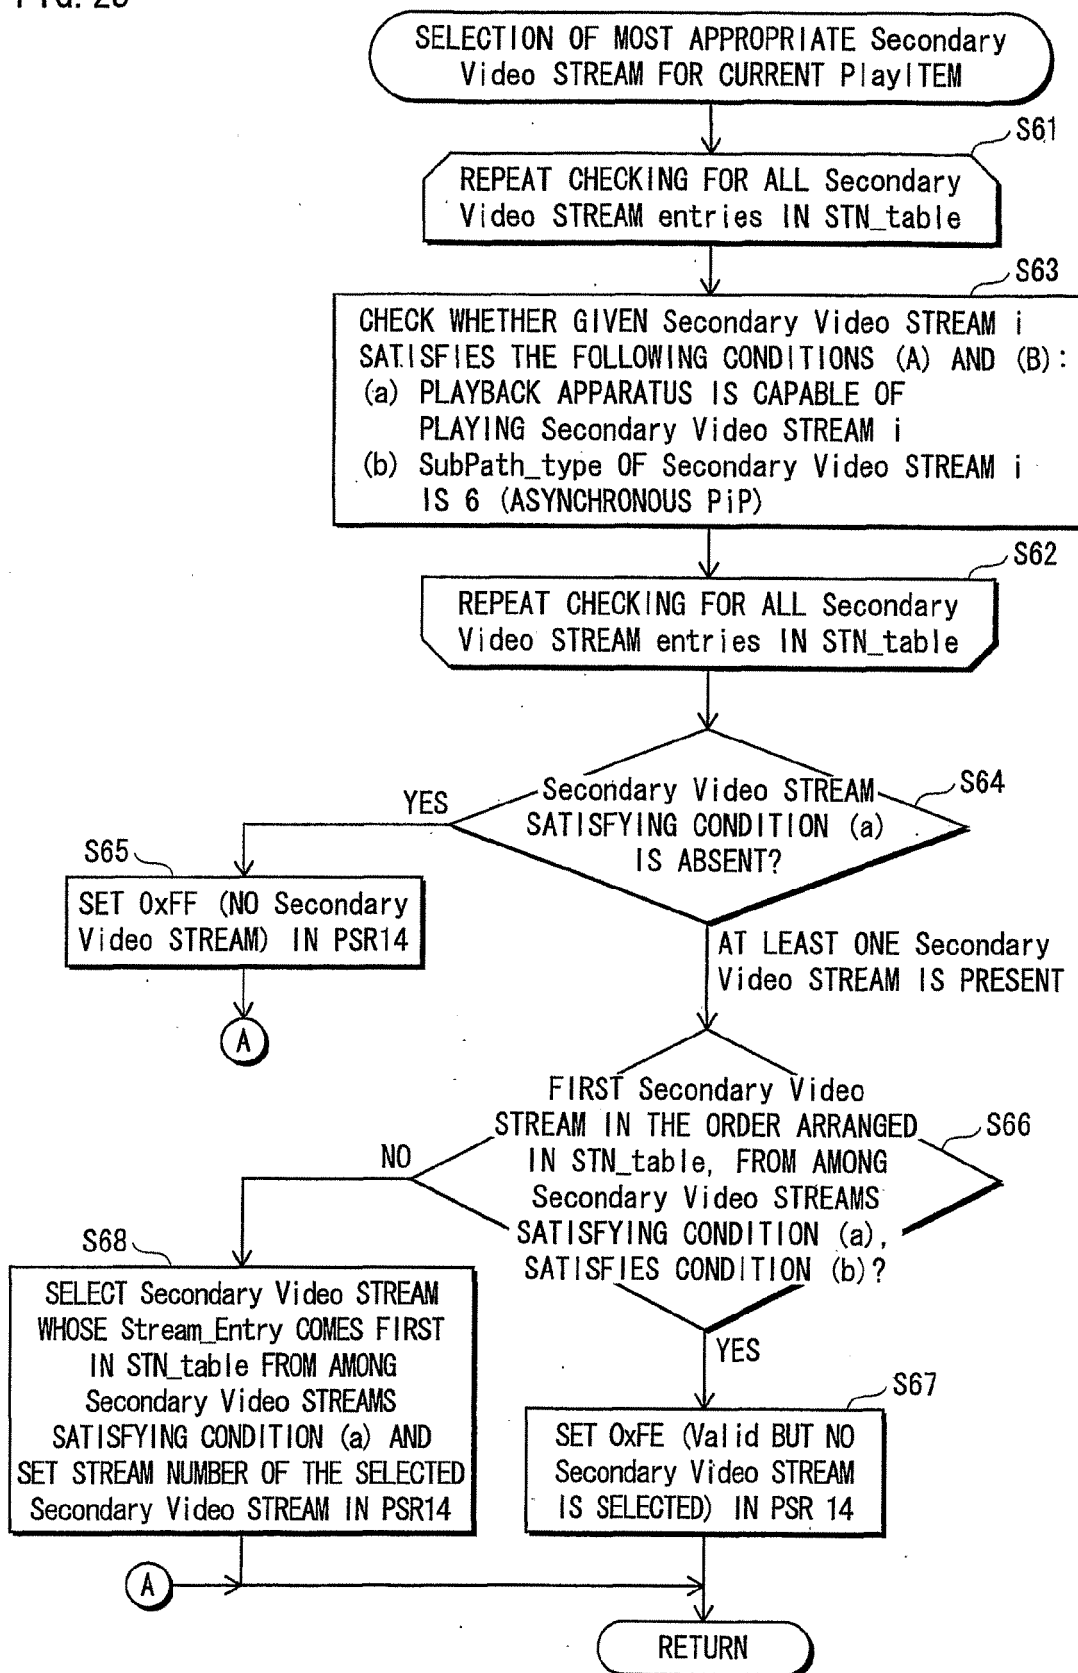 SELECTION OF MOST APPROPRIATE Secondary
Video STREAM FOR CURRENT PlayITEM
S61
REPEAT CHECKING FOR ALL Secondary
Video STREAM entries IN STN_table
S63
CHECK WHETHER GIVEN Secondary Video STREAM i
SATISFIES THE FOLLOWING CONDITIONS (A) AND (B):
(a) PLAYBACK APPARATUS IS CAPABLE OF
PLAYING Secondary Video STREAM i
(b) SubPath_type OF Secondary Video STREAM i
IS 6 (ASYNCHRONOUS PiP)
S62
REPEAT CHECKING FOR ALL Secondary
Video STREAM entries IN STN_table
S64
Secondary Video STREAM
SATISFYING CONDITION (a)
IS ABSENT?
YES
S65
SET 0xFF (NO Secondary
Video STREAM) IN PSR14
A
AT LEAST ONE Secondary
Video STREAM IS PRESENT
FIRST Secondary Video
STREAM IN THE ORDER ARRANGED
IN STN_table, FROM AMONG
Secondary Video STREAMS
SATISFYING CONDITION (a),
SATISFIES CONDITION (b)?
S66
NO
S68
SELECT Secondary Video STREAM
WHOSE Stream_Entry COMES FIRST
IN STN_table FROM AMONG
Secondary Video STREAMS
SATISFYING CONDITION (a) AND
SET STREAM NUMBER OF THE SELECTED
Secondary Video STREAM IN PSR14
YES
S67
SET 0xFE (Valid BUT NO
Secondary Video STREAM
IS SELECTED) IN PSR 14
A
RETURN